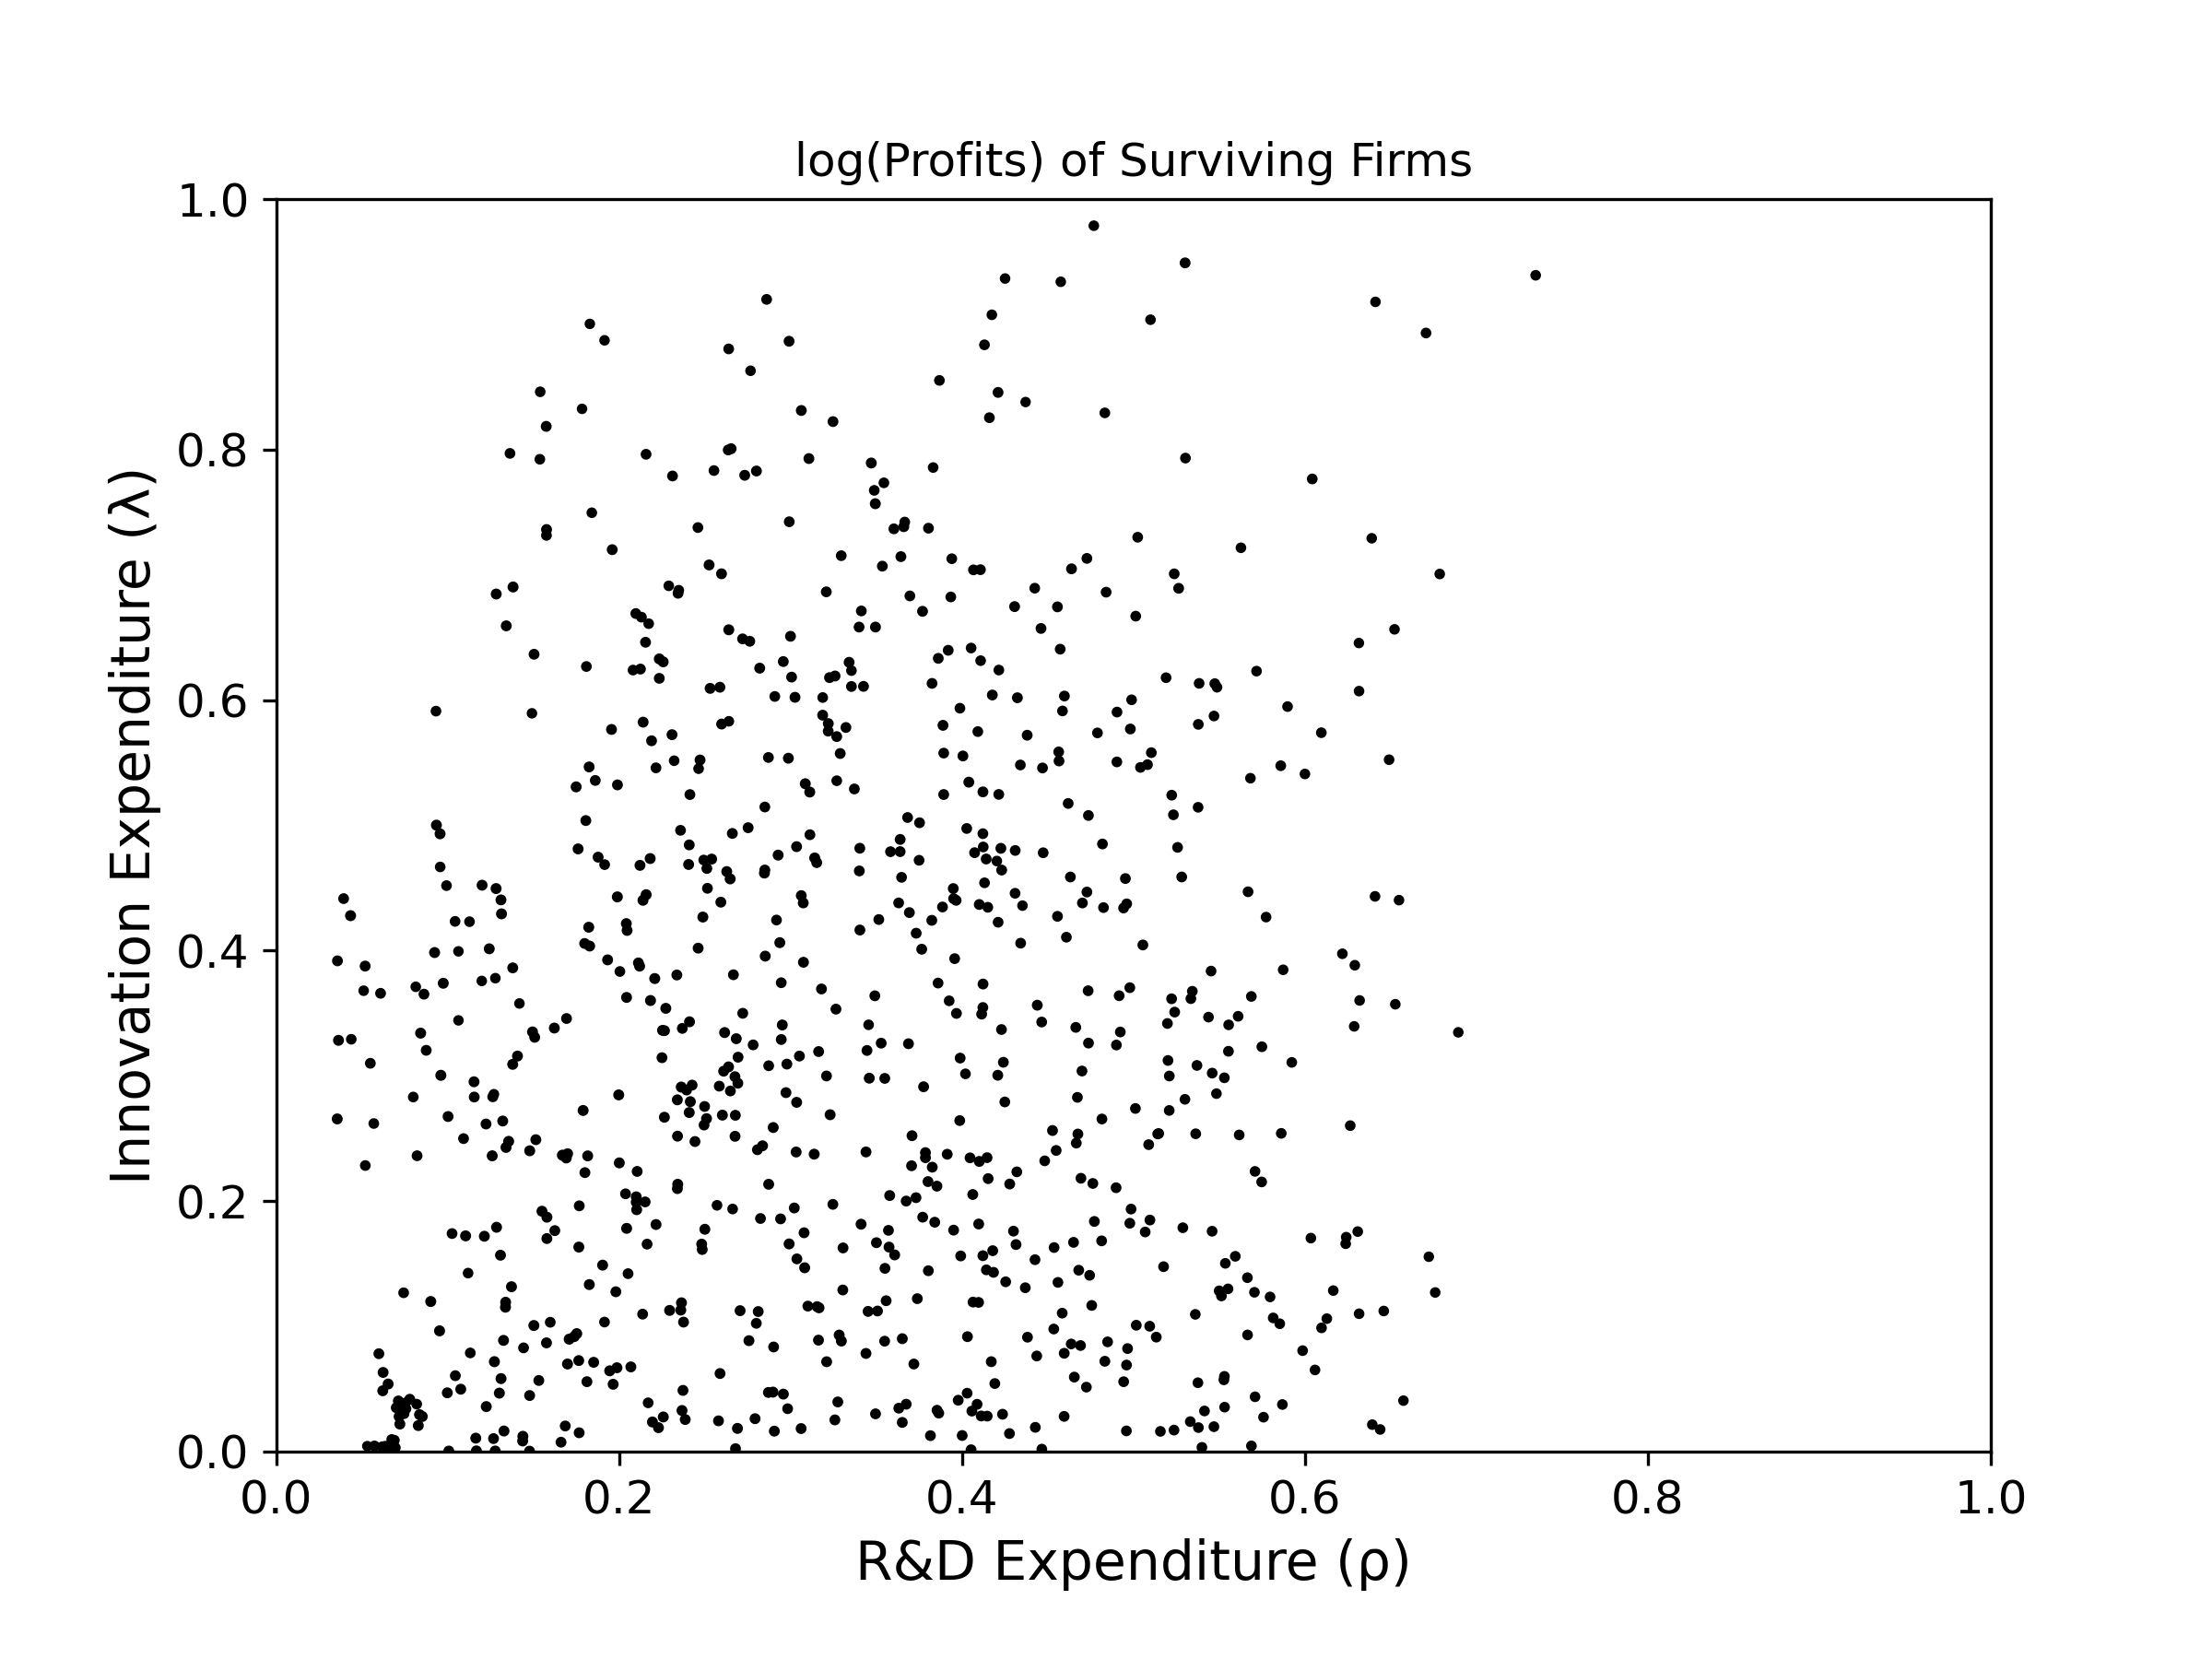 log(Profits) of Surviving Firms
1.0
0.8
0.6
0.4
0.2
0.0
Innovation Expenditure (λ)
0.0 0.2 0.4 0.6 0.8 1.0
R&D Expenditure (ρ)